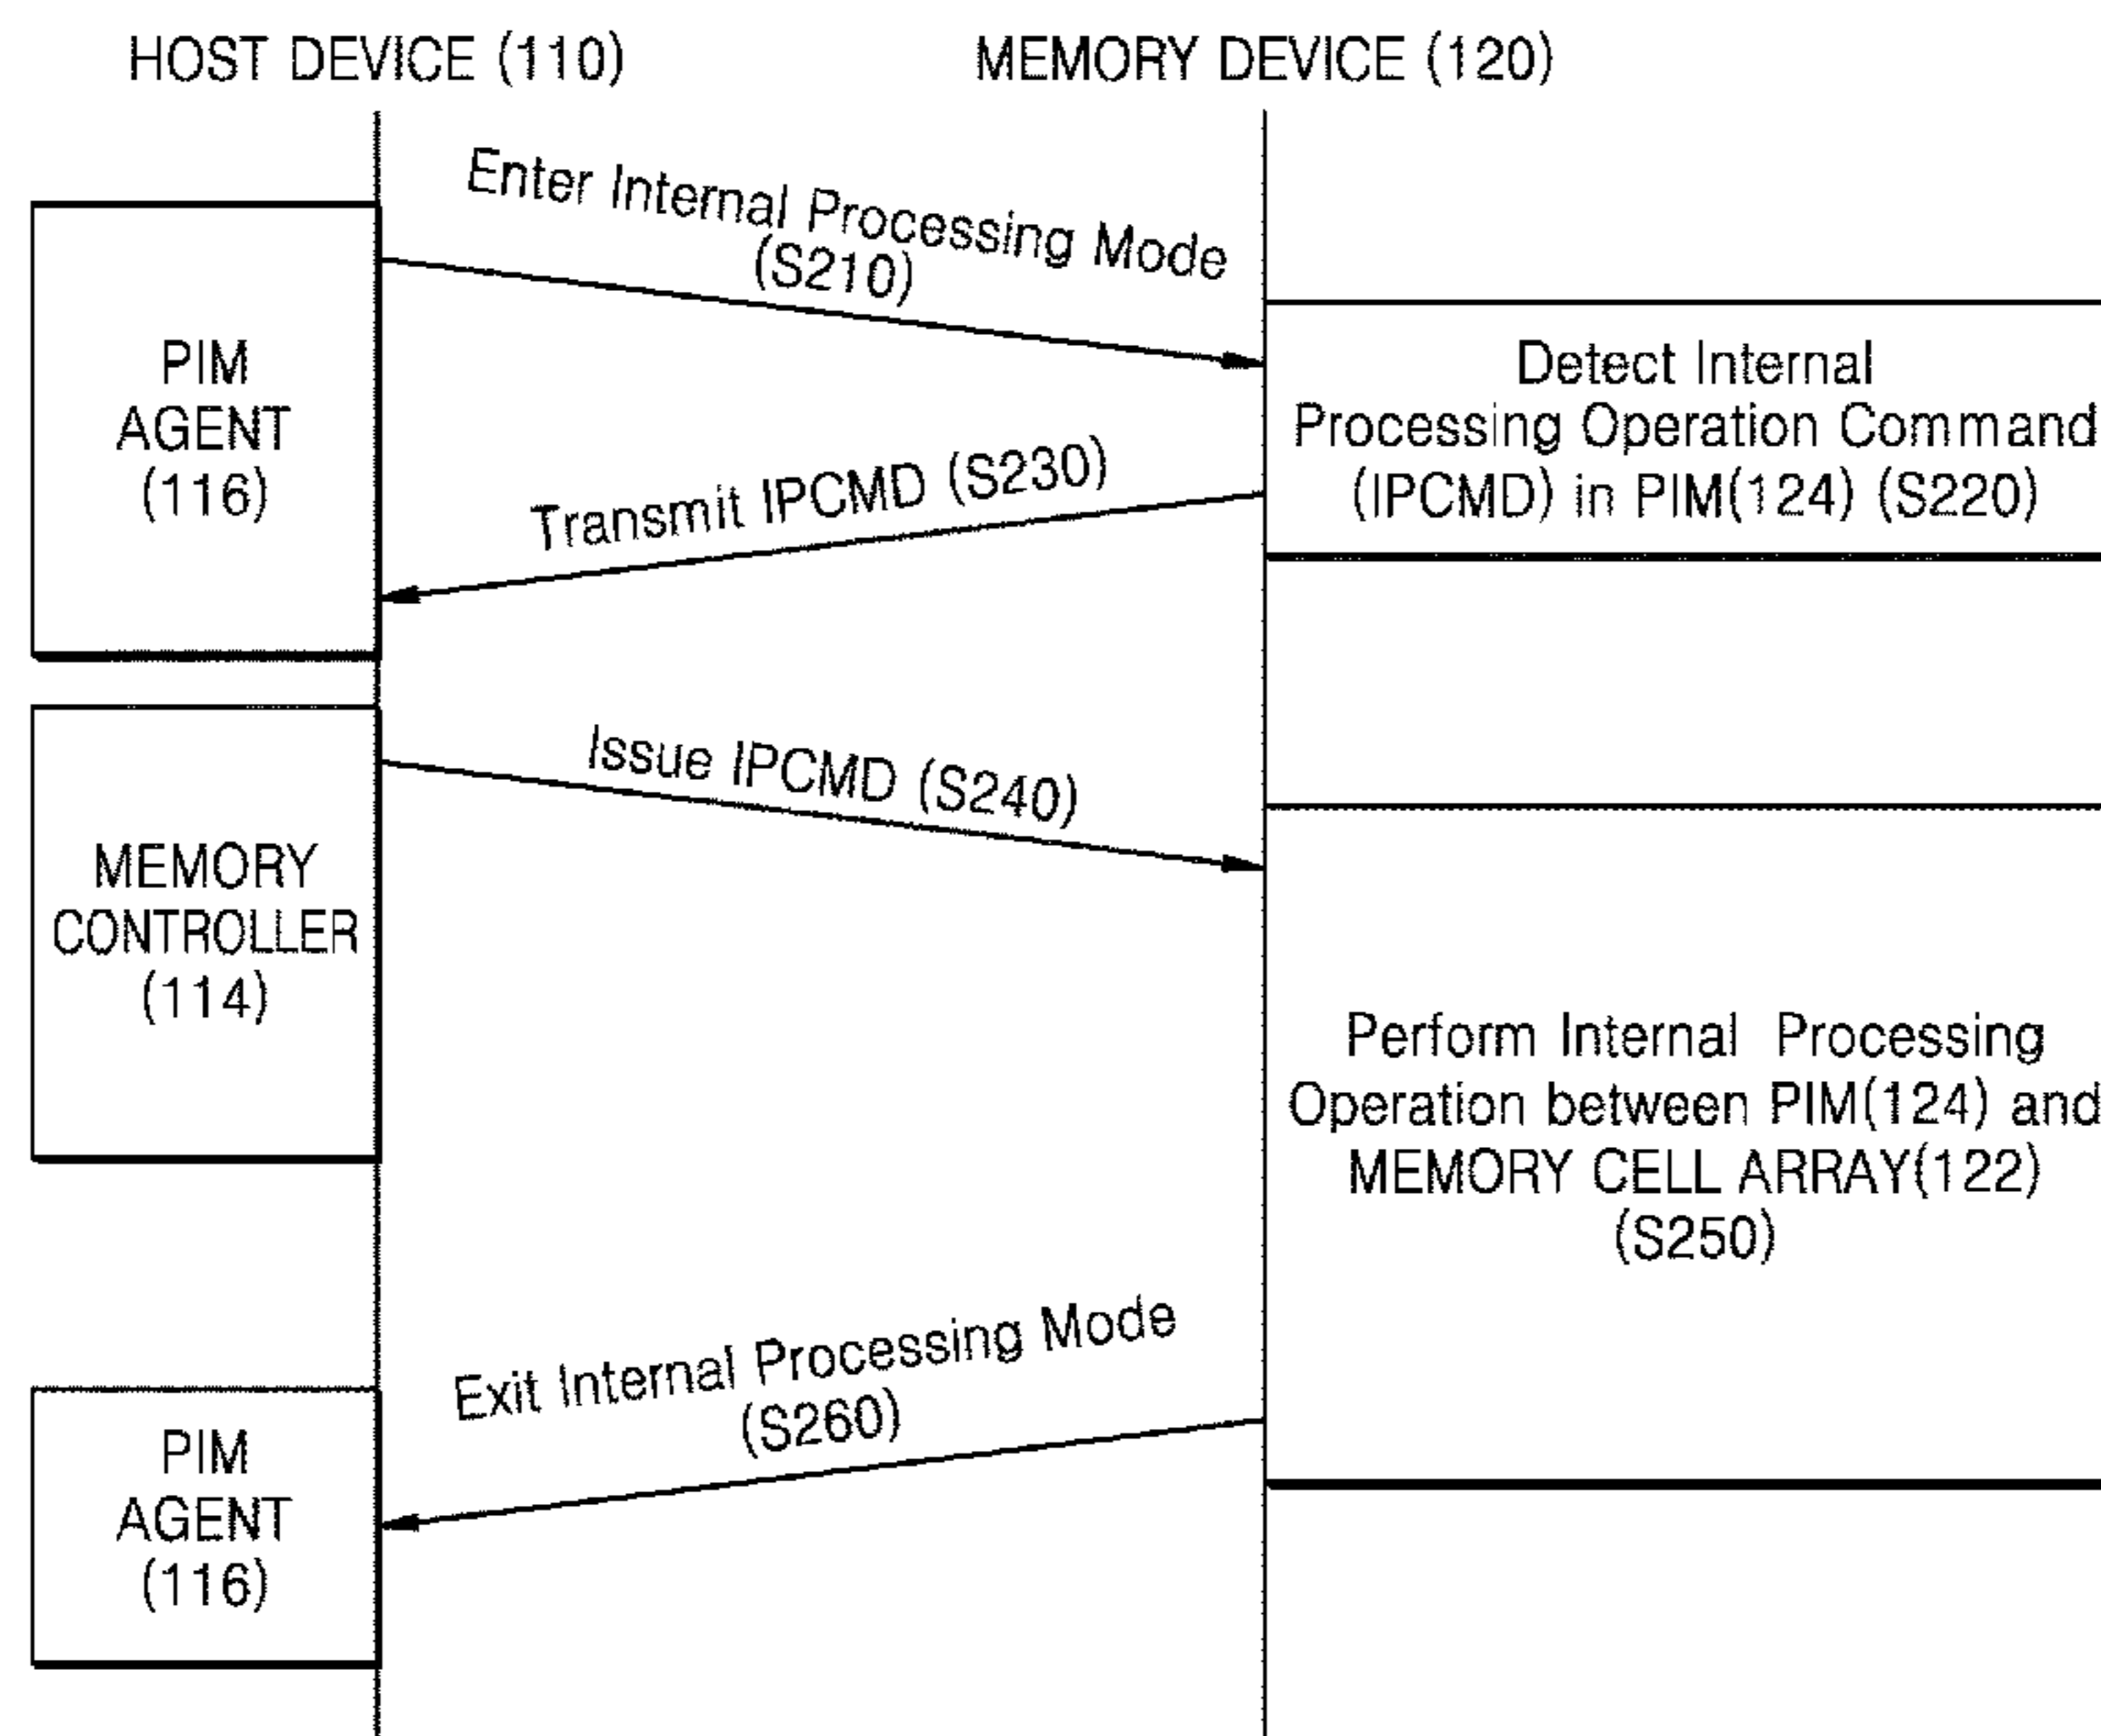 HOST DEVICE (110)
MEMORY DEVICE (120)
Enter Internal Processing Mode
(S210)
PIM
AGENT
(116)
Detect Internal
Processing Operation Command
(IPCMD) in PIM(124) (S220)
Transmit IPCMD (S230)
Issue IPCMD (S240)
MEMORY
CONTROLLER
(114)
Perform Internal Processing
Operation between PIM(124) and
MEMORY CELL ARRAY(122)
(S250)
Exit Internal Processing Mode
(S260)
PIM
AGENT
(116)